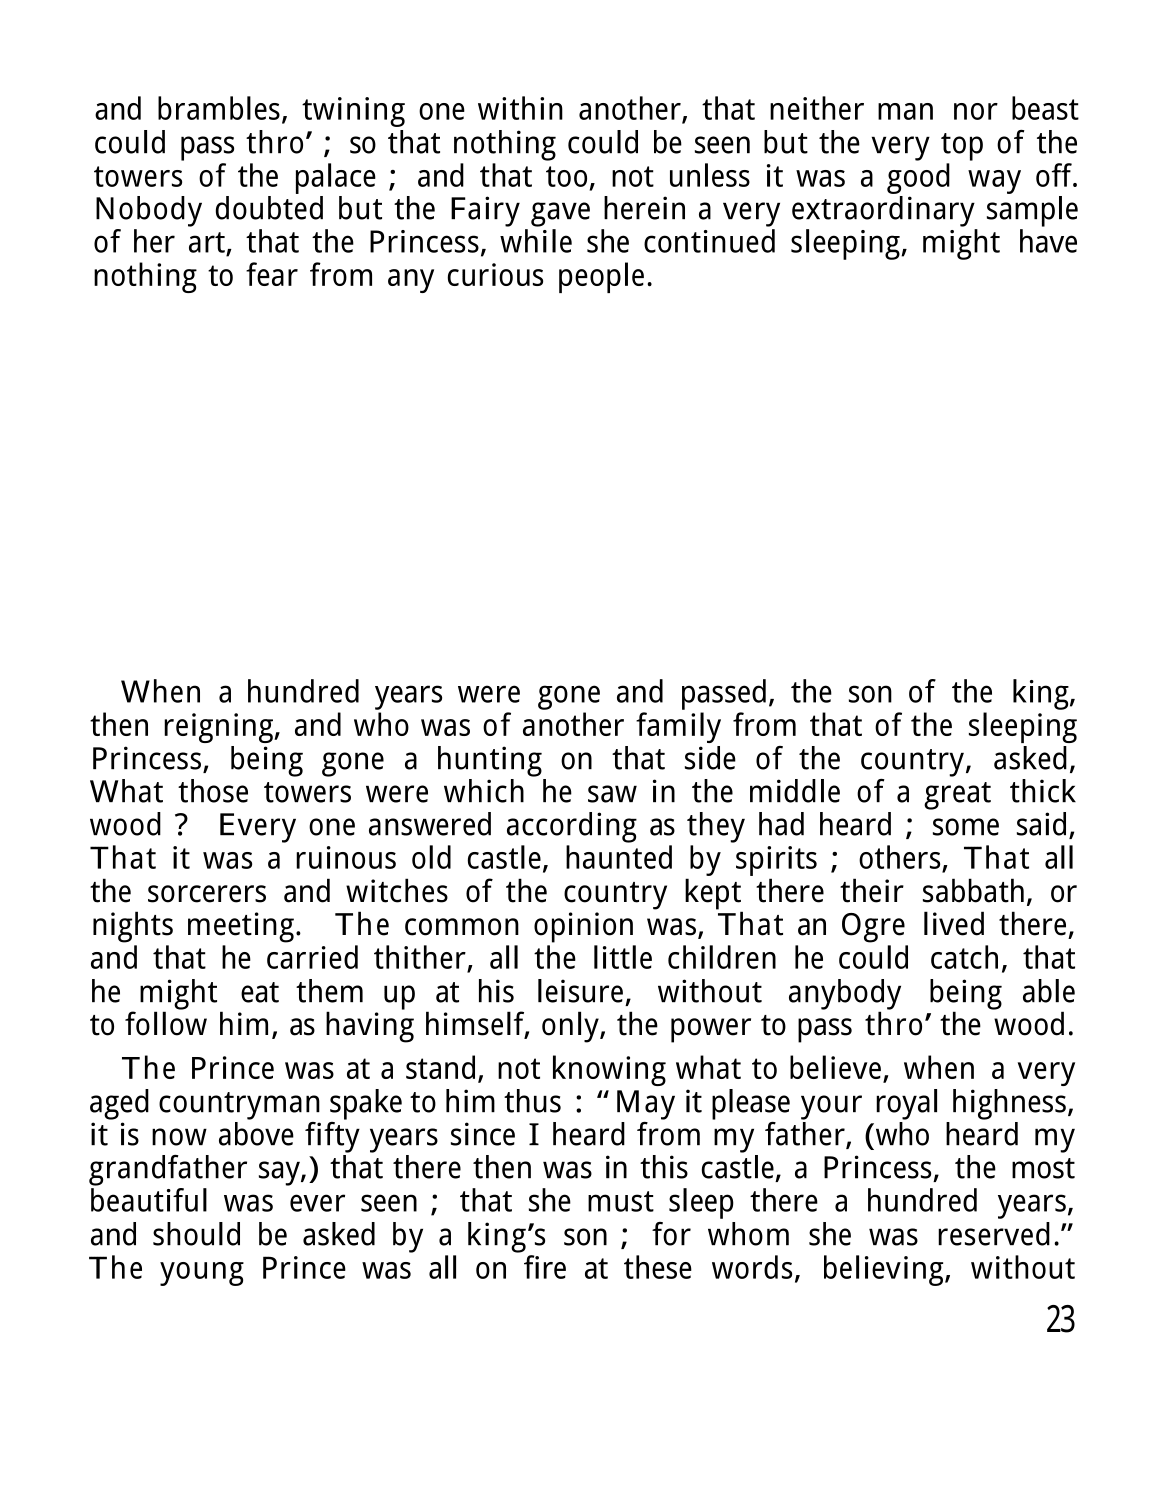 and brambles, twining one within another, that neither man nor beast
could pass thro’ ; so that nothing could be seen but the very top of the
towers of the palace ; and that too, not unless it was a good way off.
Nobody doubted but the Fairy gave herein a very extraordinary sample
of her art, that the Princess, while she continued sleeping, might have
nothing to fear from any curious people.
When a hundred years were gone and passed, the son of the king,
then reigning, and who was of another family from that of the sleeping
Princess, being gone a hunting on that side of the country, asked,
What those towers were which he saw in the middle of a great thick
wood ? Every one answered according as they had heard ; some said,
That it was a ruinous old castle, haunted by spirits ; others, That all
the sorcerers and witches of the country kept there their sabbath, or
nights meeting. The common opinion was, That an Ogre lived there,
and that he carried thither, all the little children he could catch, that
he might eat them up at his leisure, without anybody being able
to follow him, as having himself, only, the power to pass thro’ the wood.
The Prince was at a stand, not knowing what to believe, when a very
aged countryman spake to him thus : “ May it please your royal highness,
it is now above fifty years since I heard from my father, (who heard my
grandfather say,) that there then was in this castle, a Princess, the most
beautiful was ever seen ; that she must sleep there a hundred years,
and should be asked by a king’s son ; for whom she was reserved.”
The young Prince was all on fire at these words, believing, without
23